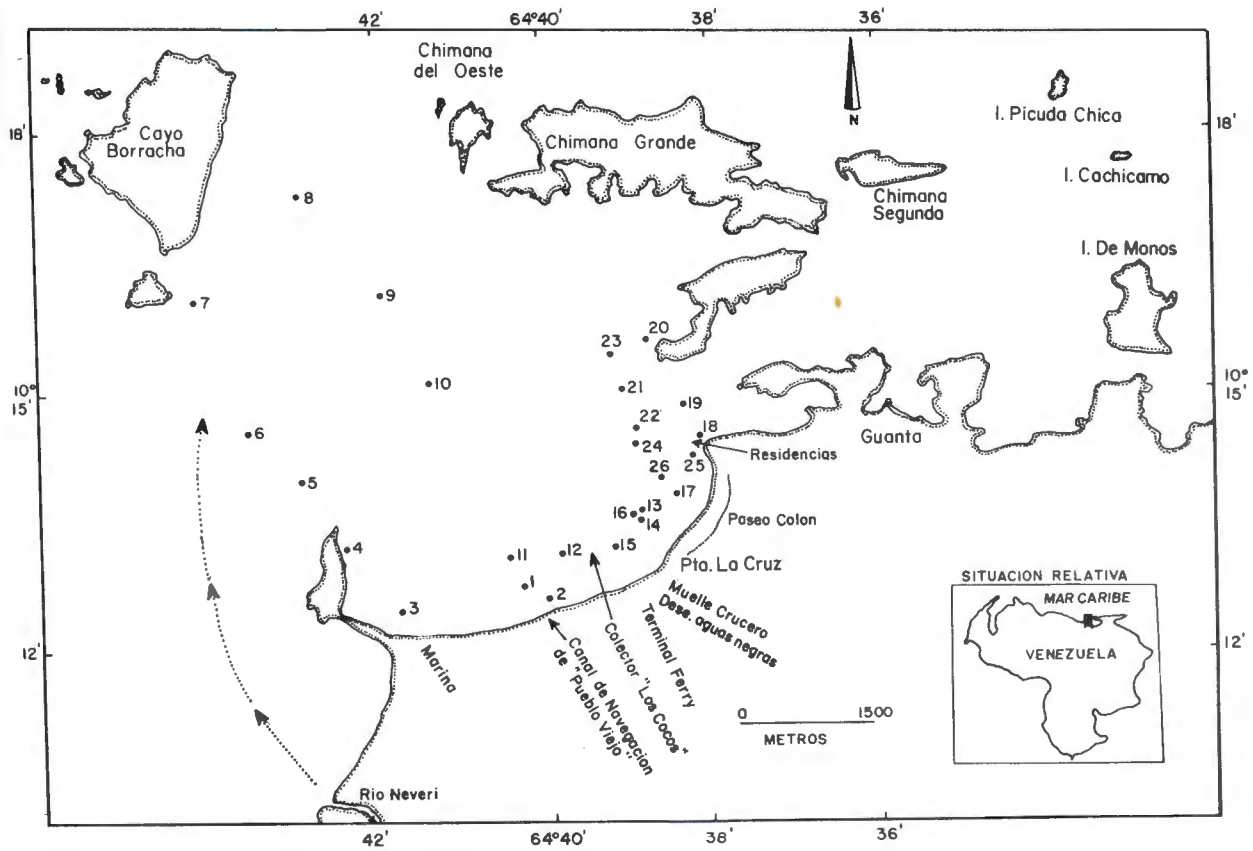 42'
64°40'
38'
36'
Chimana
del Oeste
Cayo
Borracha
Chimana Grande
N
I. Picuda Chica
18'
18'
I. Cachicamo
Chimana
Segunda
8
I. De Monos
7
9
20
23
10
21
10°
15'
10°
15'
19
22
18
6
24
Residencias
Guanta
25
26
5
17
13
16
14
Paseo Colon
4
11
12
15
Pta. La Cruz
1
2
3
SITUACION RELATIVA
MAR CARIBE
VENEZUELA
12'
12'
Marina
Canal de Navegacion
de "Pueblo Viejo"
Colector "Los Cocos"
Terminal Ferry
Muelle Crucero
Dese. aguas negras
0
1500
METROS
Rio Neveri
42'
64°40'
38'
36'